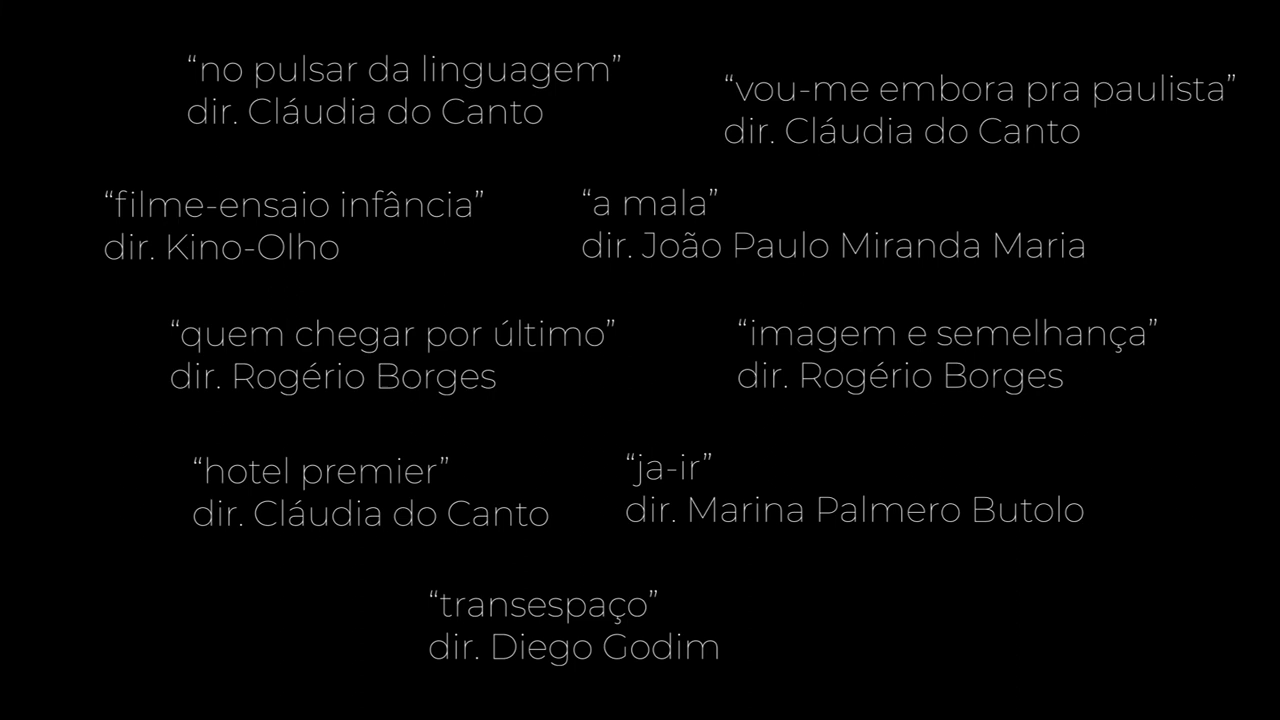 “no pulsar da linguagem”
dir. Cláudia do Canto
“vou-me embora pra paulista”
dir. Cláudia do Canto
“filme-ensaio infância”
dir. Kino-Olho
“a mala”
dir. João Paulo Miranda Maria
“quem chegar por último”
dir. Rogério Borges
“imagem e semelhança”
dir. Rogério Borges
“hotel premier”
dir. Cláudia do Canto
“ja-ir”
dir. Marina Palmero Butolo
“transespaço”
dir. Diego Godim